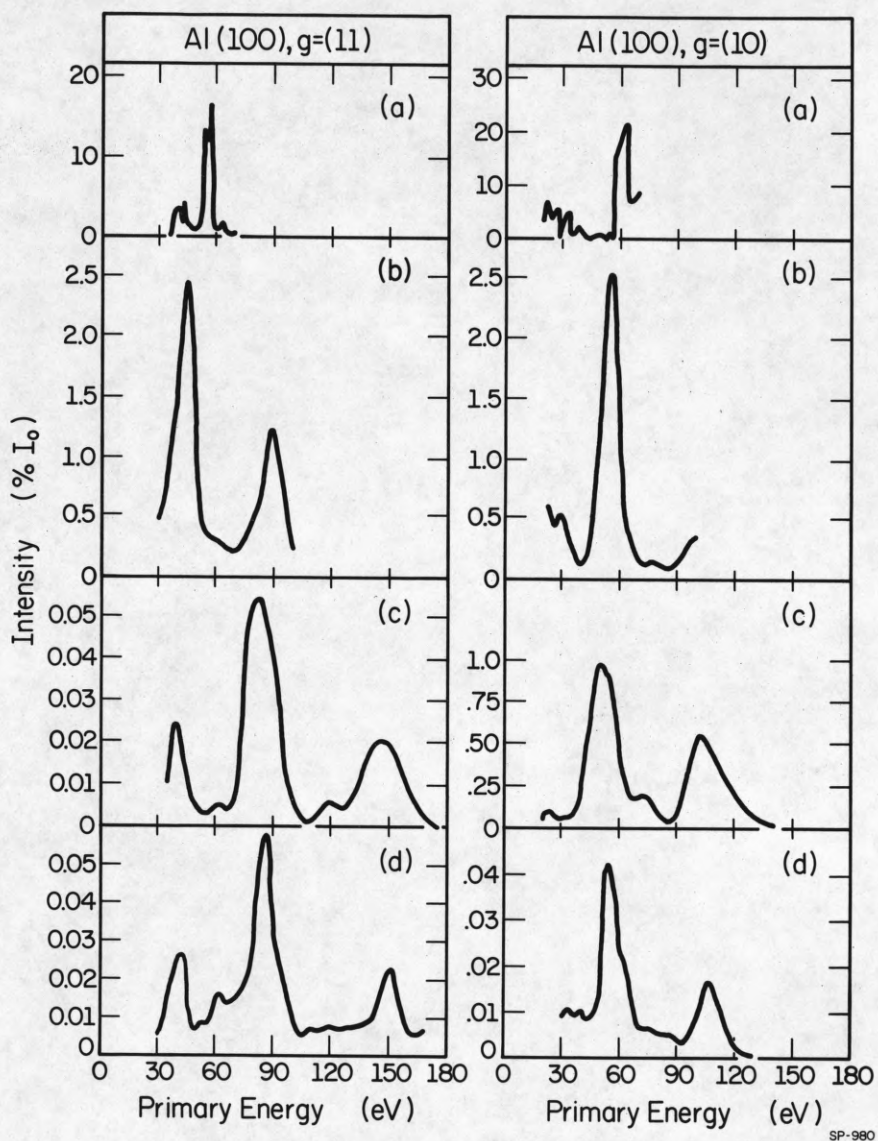 Al (100), g=(11)
20
10
0
(a)
2.0
1.5
1.0
0.5
0
(b)
0.05
0.04
0.03
0.02
0.01
0
(c)
0.05
0.04
0.03
0.02
0.01
0
(d)
0 30 60 90 120 150 180
Primary Energy (eV)
Intensity (% I₀)
Al (100), g=(10)
30
20
10
0
(a)
2.5
2.0
1.5
1.0
0.5
0
(b)
1.0
.75
.50
.25
0
(c)
.04
.03
.02
.01
0
(d)
0 30 60 90 120 150 180
Primary Energy (eV)
SP-980